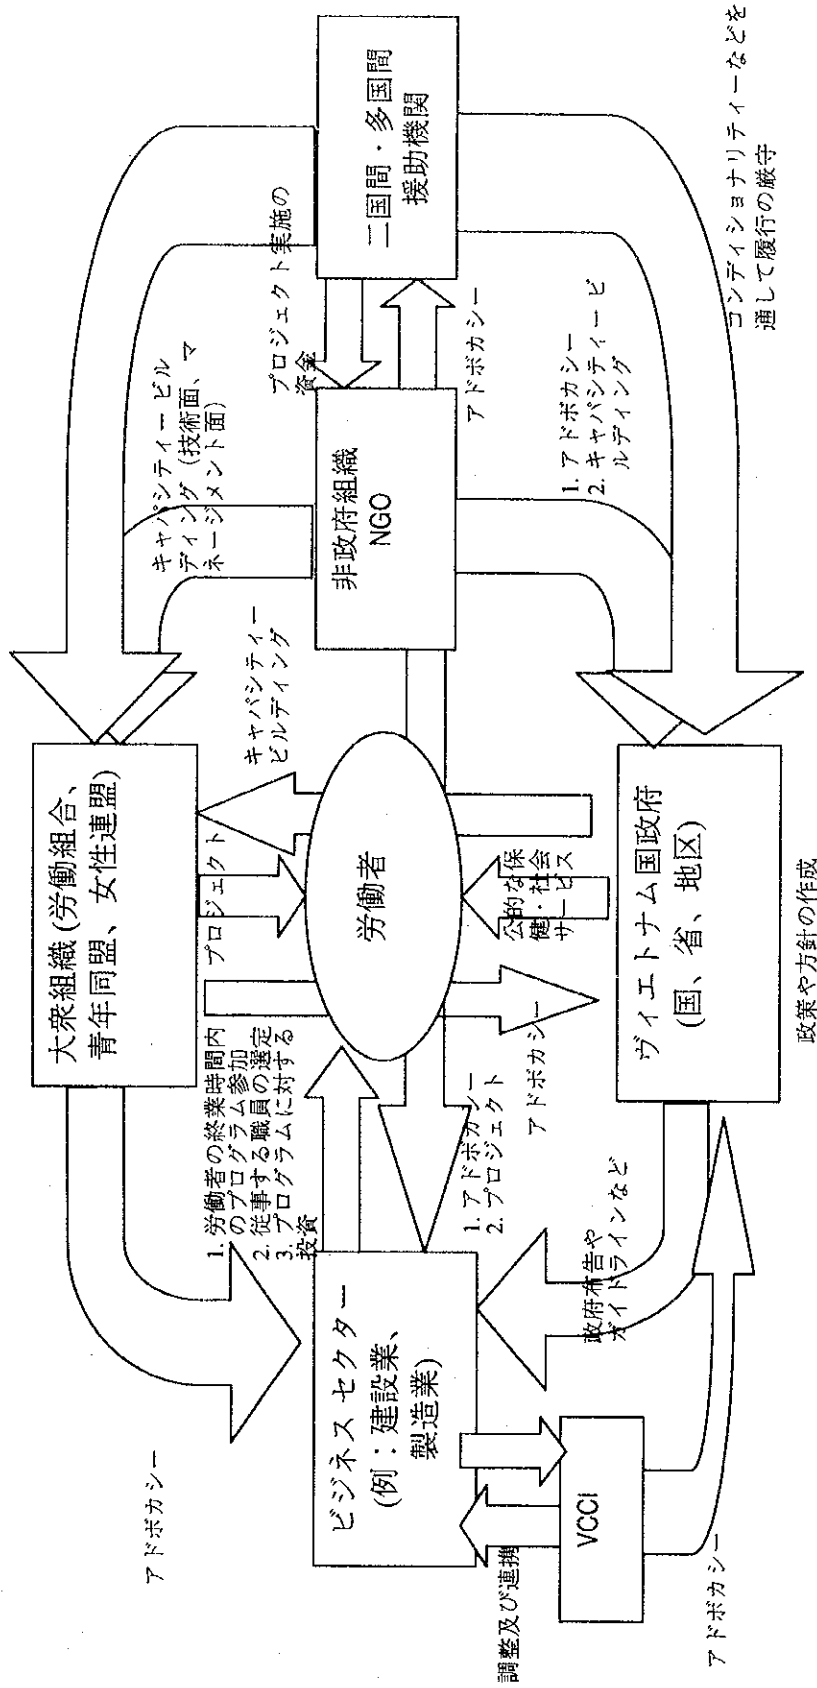 アドボカシー
大衆組織 (労働組合、
青年同盟、女性連盟)
キャパシティービル
ディング (技術面、マ
ネージメント面)
キャパシティー
ビルディング
プロジェクト
1. 労働者の終業時間内
のプログラム参加
2. 従事する職員の選定
3. プログラムに対する
投資
プロジェクト実施の
資金
ビジネス セクター
(例：建設業、
製造業)
労働者
非政府組織
NGO
二国間・多国間
援助機関
アドボカシー
1. アドボカシー
2. プロジェクト
アドボカシー
公的な保
健・社会
サービス
1. アドボカシー
2. キャパシティービ
ルディング
調整及び連携
VCCI
政府布告や
ガイドラインなど
ヴィエトナム国政府
(国、省、地区)
コンディショナリティーなどを
通して履行の厳守
アドボカシー
政策や方針の作成